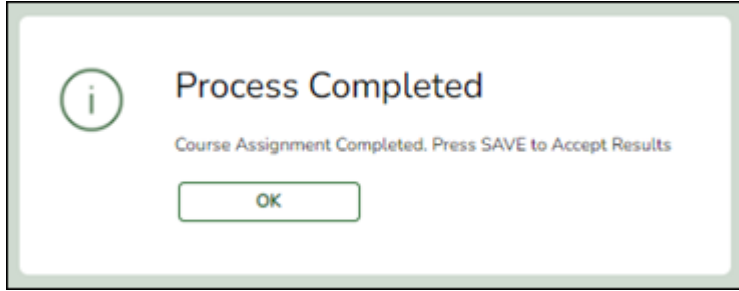 Process Completed
Course Assignment Completed. Press SAVE to Accept Results
OK